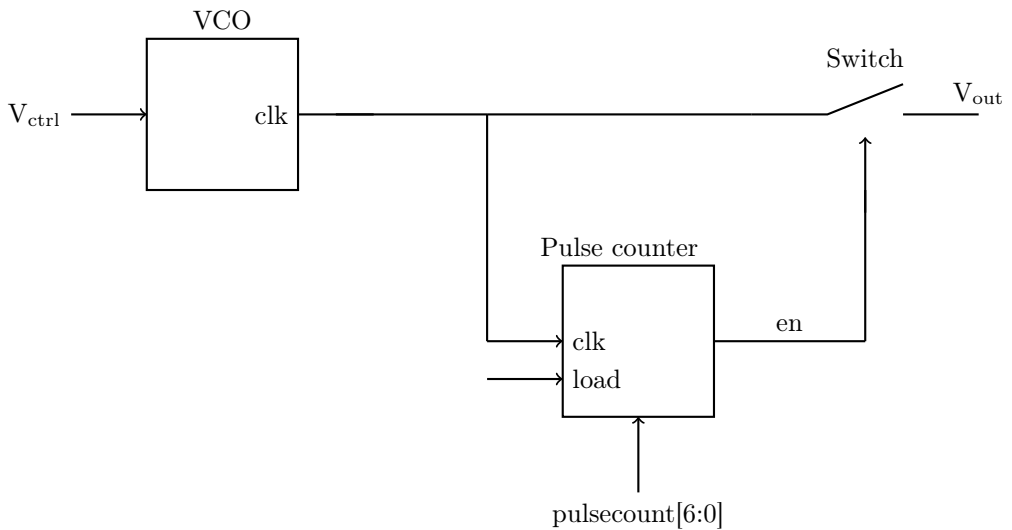 VCO
Switch
V_out
V_ctrl
clk
Pulse counter
en
clk
load
pulsecount[6:0]